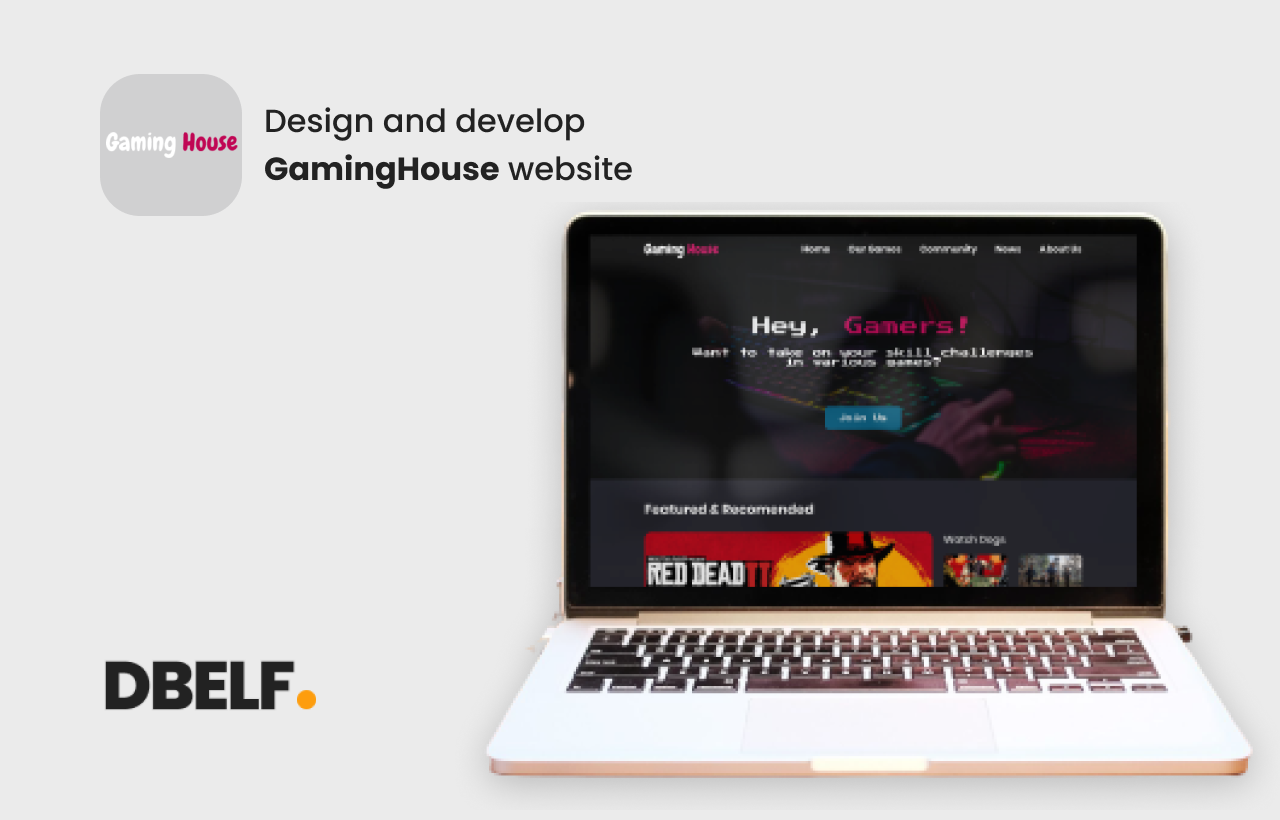 Gaming House
Design and develop
GamingHouse website
Gaming House
Home Our Games Community News About Us
Hey, Gamers!
Want to take on your skill challenges
in various games?
Join Us
Featured & Recomended
Watch Dogs
RED DEAD II
DBELF.